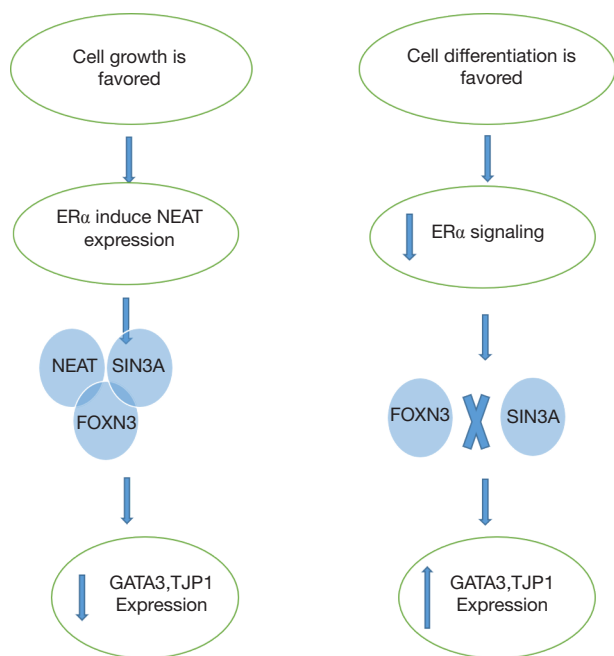 Cell growth is
favored
ERα induce NEAT
expression
NEAT
SIN3A
FOXN3
GATA3,TJP1
Expression
Cell differentiation is
favored
ERα signaling
FOXN3
SIN3A
GATA3,TJP1
Expression